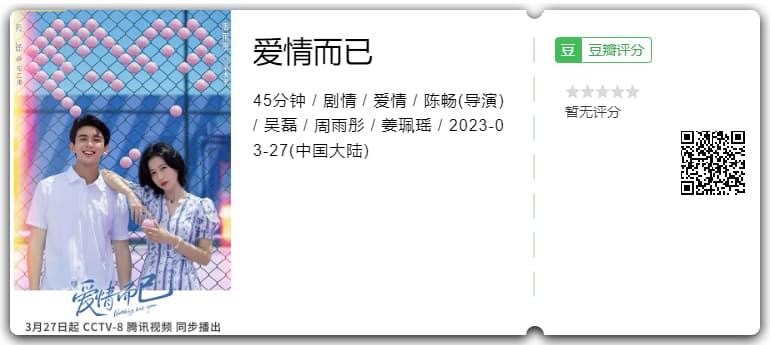 爱情而已
45分钟 / 剧情 / 爱情 / 陈畅(导演)
/ 吴磊 / 周雨彤 / 姜珮瑶 / 2023-0
3-27(中国大陆)
豆 豆瓣评分
暂无评分
爱情而已
Nothing but you
3月27日起 CCTV-8 腾讯视频 同步播出